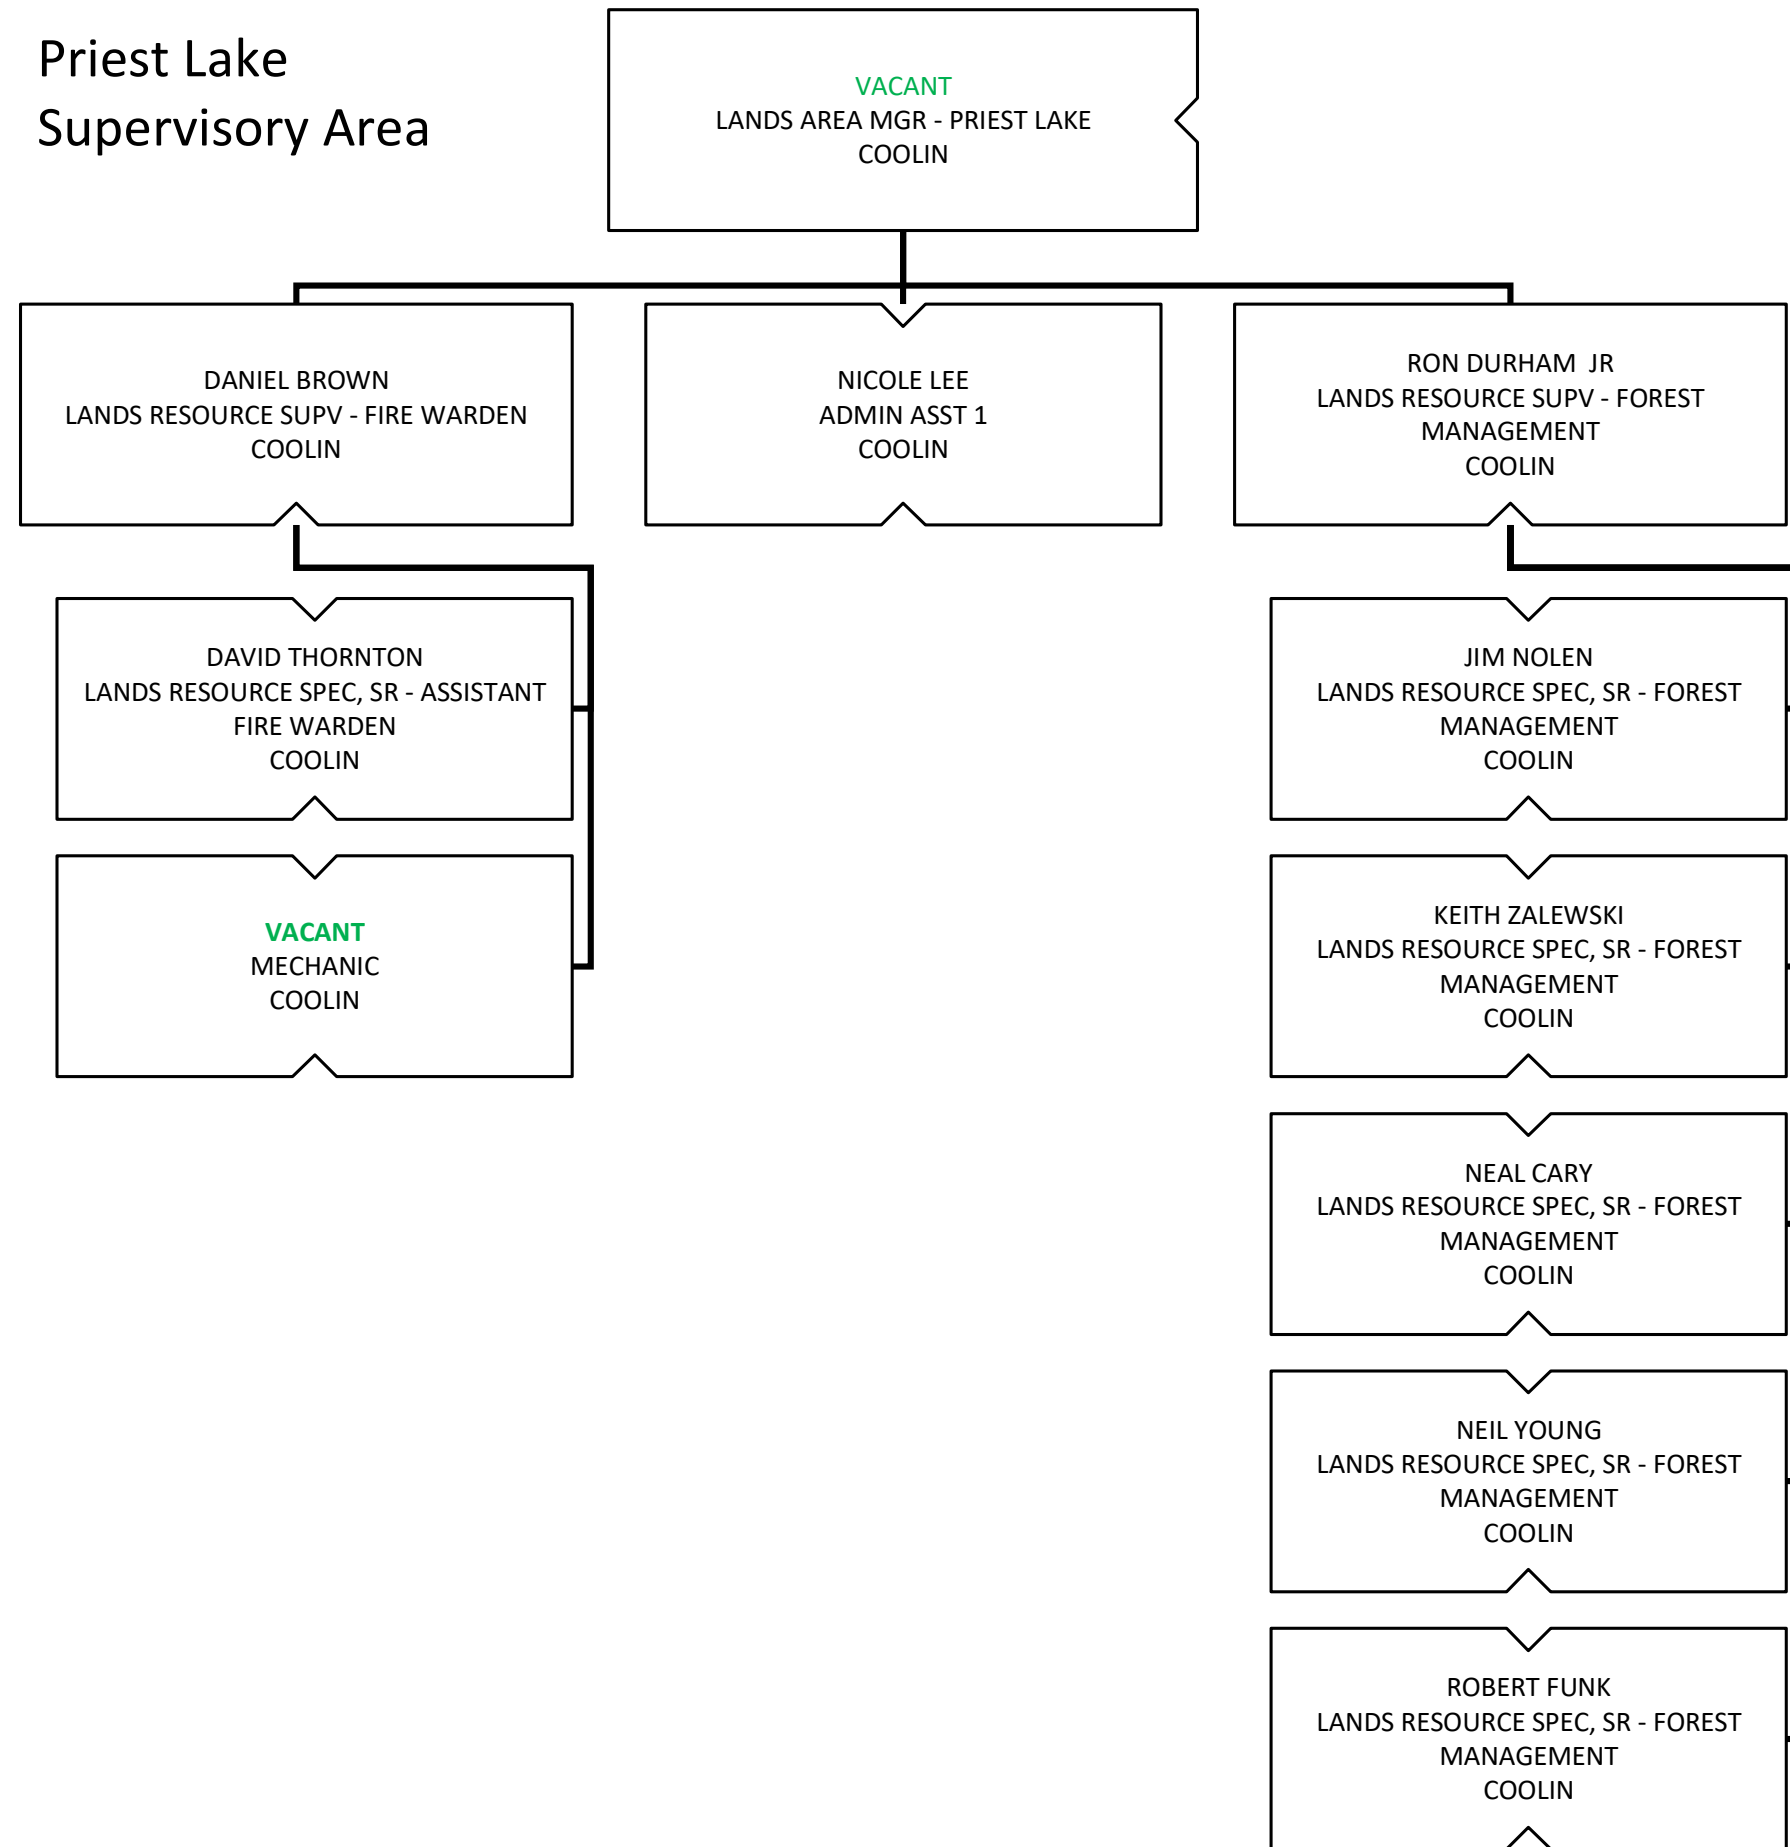 Priest Lake
Supervisory Area
VACANT
LANDS AREA MGR - PRIEST LAKE
COOLIN
DANIEL BROWN
LANDS RESOURCE SUPV - FIRE WARDEN
COOLIN
NICOLE LEE
ADMIN ASST 1
COOLIN
RON DURHAM  JR
LANDS RESOURCE SUPV - FOREST
MANAGEMENT
COOLIN
DAVID THORNTON
LANDS RESOURCE SPEC, SR - ASSISTANT
FIRE WARDEN
COOLIN
VACANT
MECHANIC
COOLIN
JIM NOLEN
LANDS RESOURCE SPEC, SR - FOREST
MANAGEMENT
COOLIN
KEITH ZALEWSKI
LANDS RESOURCE SPEC, SR - FOREST
MANAGEMENT
COOLIN
NEAL CARY
LANDS RESOURCE SPEC, SR - FOREST
MANAGEMENT
COOLIN
NEIL YOUNG
LANDS RESOURCE SPEC, SR - FOREST
MANAGEMENT
COOLIN
ROBERT FUNK
LANDS RESOURCE SPEC, SR - FOREST
MANAGEMENT
COOLIN